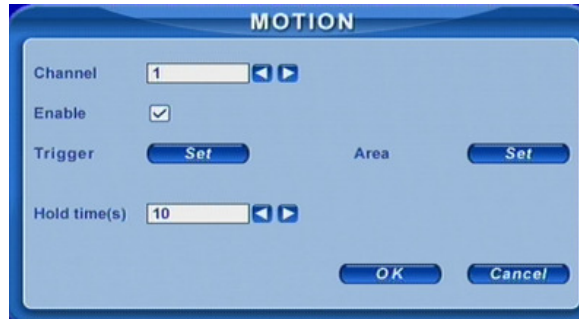 MOTION
Channel 1
Enable
Trigger Set Area Set
Hold time(s) 10
OK Cancel